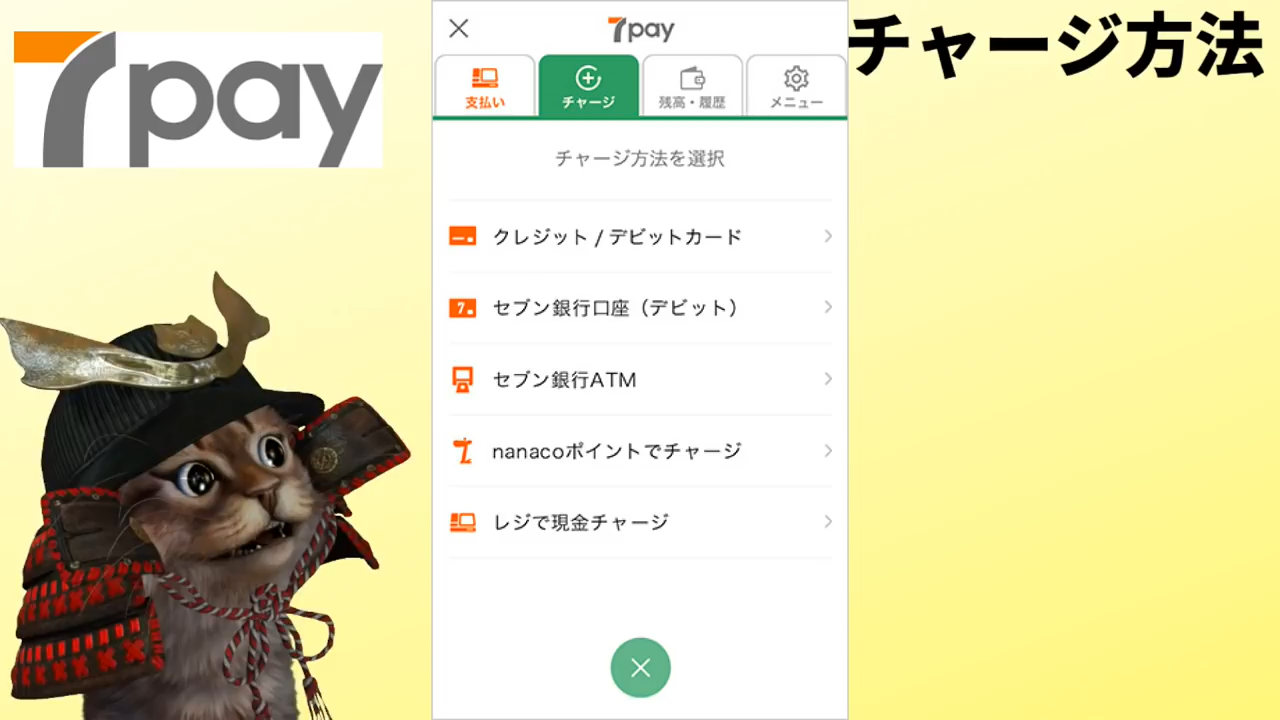 7pay
チャージ方法
7pay
支払い
チャージ
残高・履歴
メニュー
チャージ方法を選択
クレジット / デビットカード
7
セブン銀行口座（デビット）
セブン銀行ATM
nanacoポイントでチャージ
レジで現金チャージ